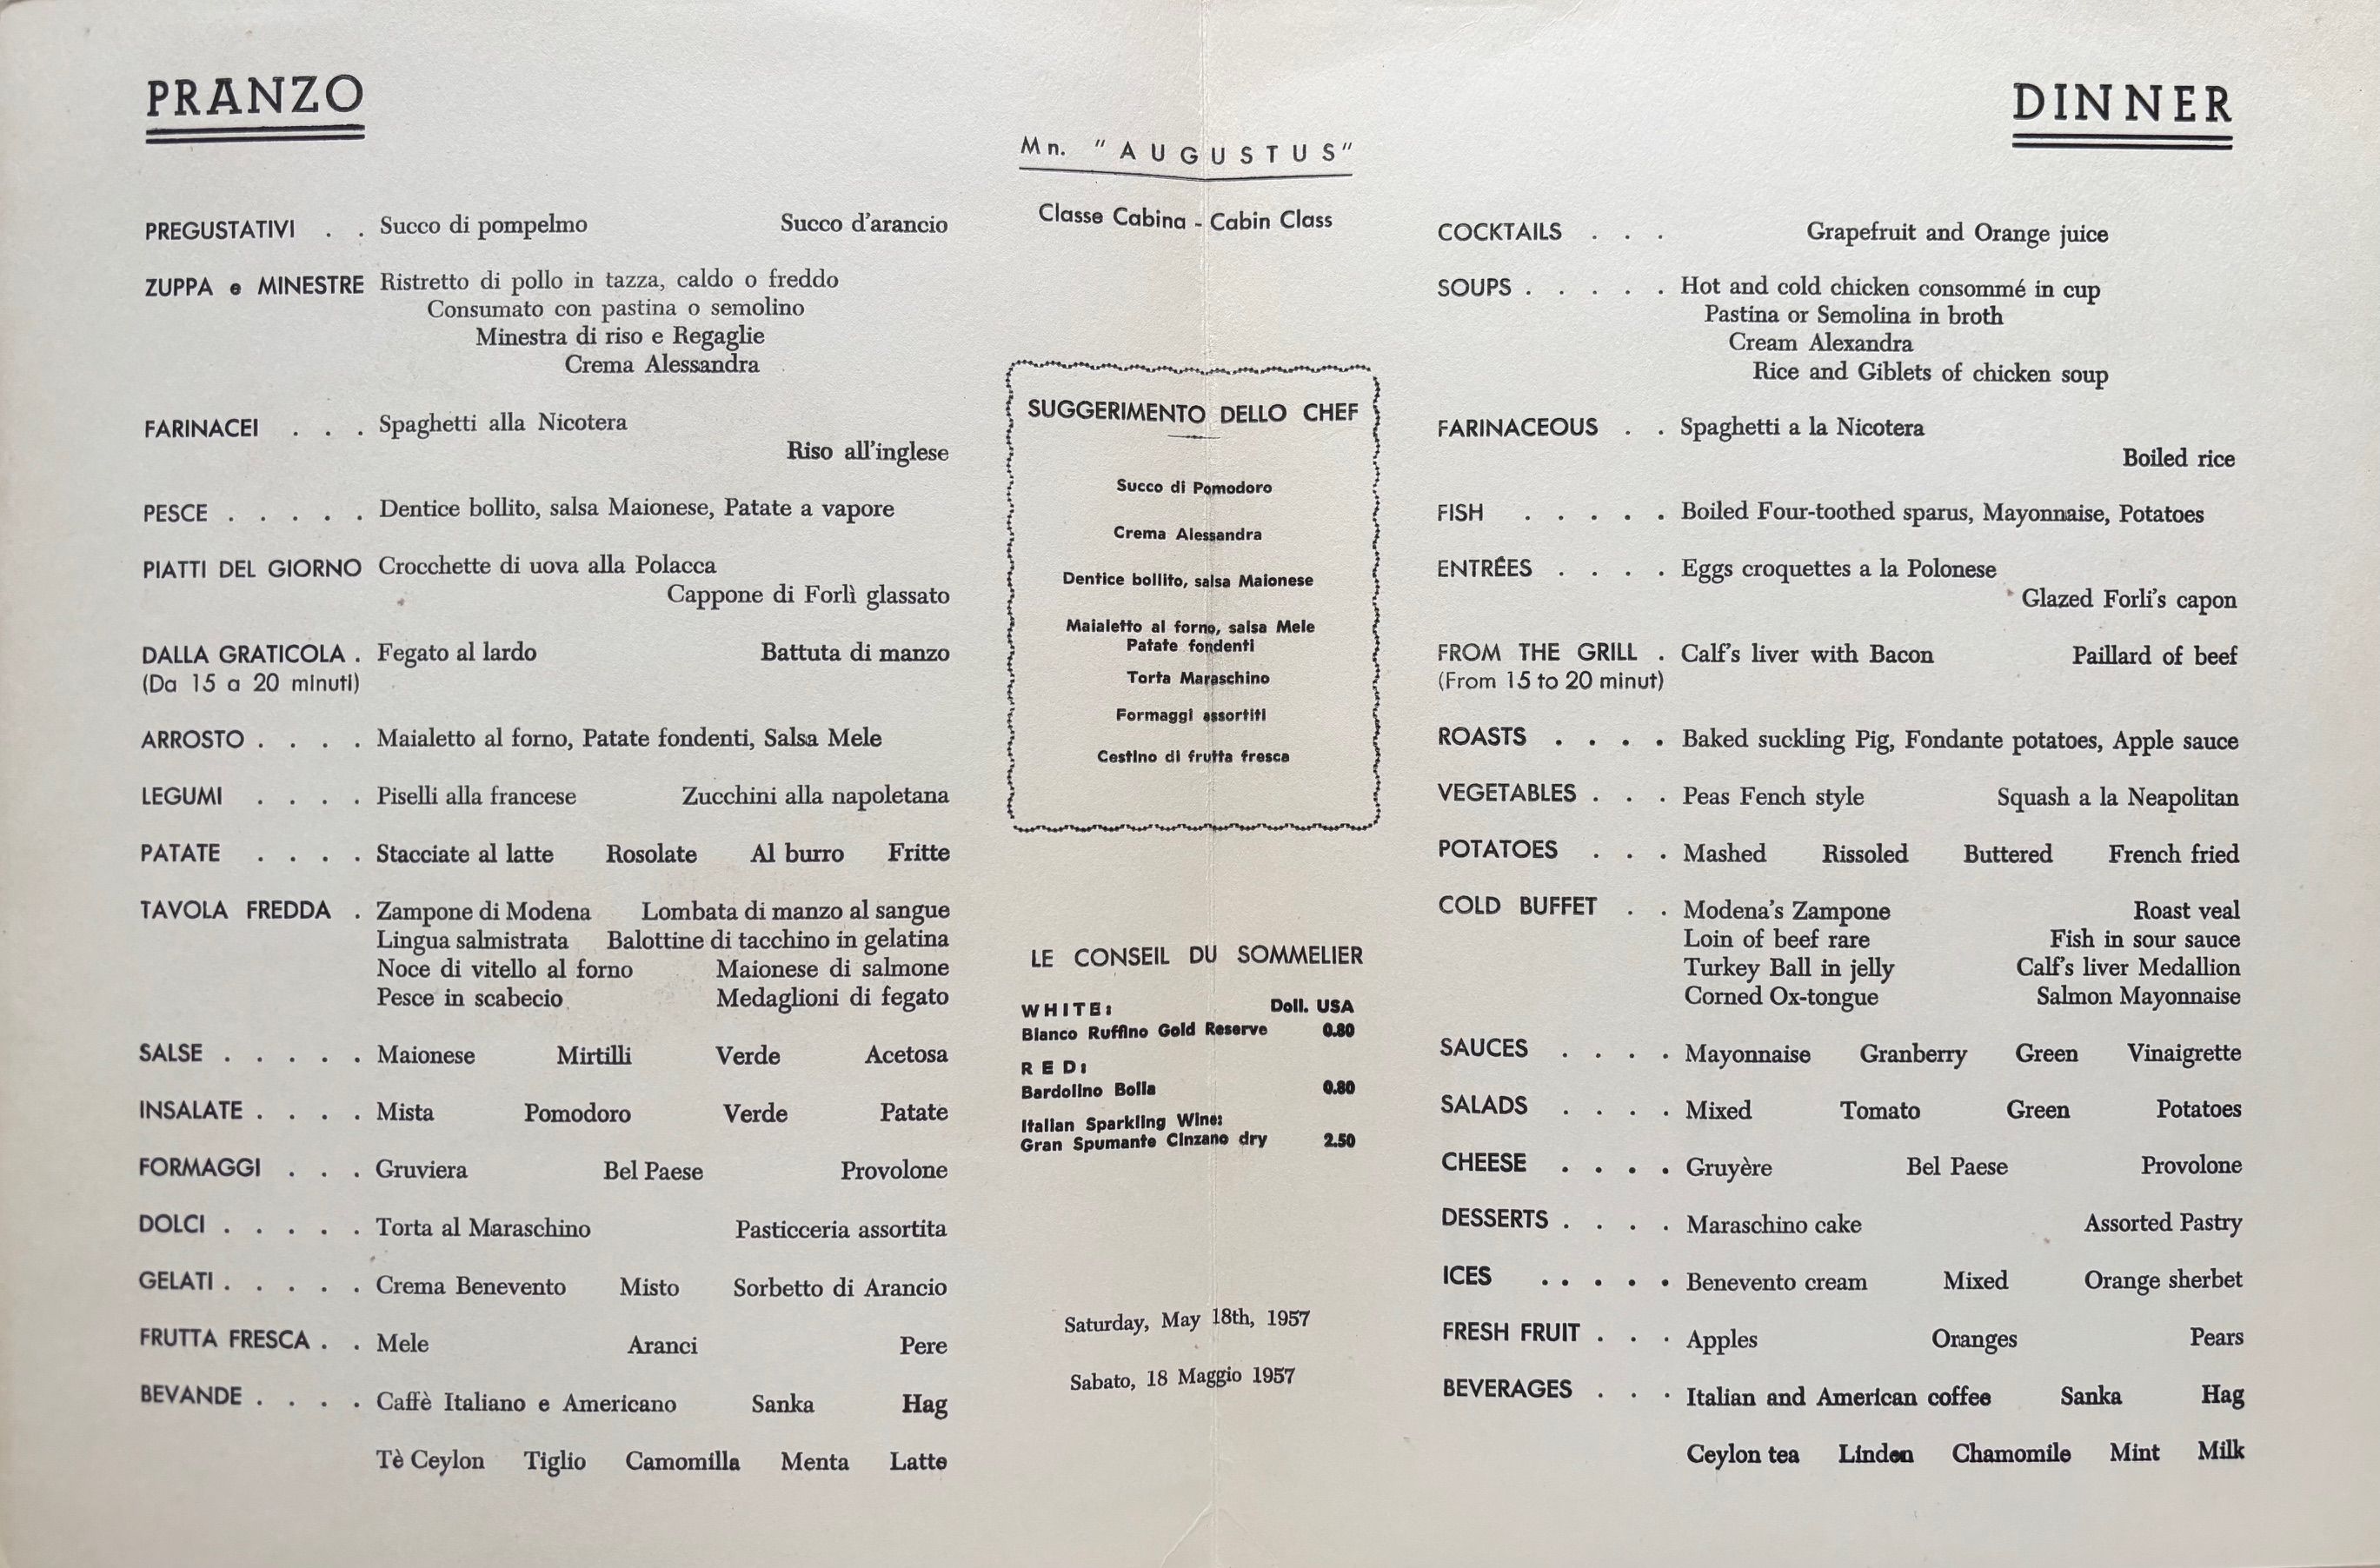 PRANZO
PREGUSTATIVI . . Succo di pompelmo Succo d'arancio
ZUPPA e MINESTRE Ristretto di pollo in tazza, caldo o freddo
Consumato con pastina o semolino
Minestra di riso e Regaglie
Crema Alessandra
FARINACEI . . . Spaghetti alla Nicotera
Riso all'inglese
PESCE . . . . . Dentice bollito, salsa Maionese, Patate a vapore
PIATTI DEL GIORNO Crocchette di uova alla Polacca
Cappone di Forlì glassato
DALLA GRATICOLA . Fegato al lardo Battuta di manzo
(Da 15 a 20 minuti)
ARROSTO . . . . Maialetto al forno, Patate fondenti, Salsa Mele
LEGUMI . . . . Piselli alla francese Zucchini alla napoletana
PATATE . . . . Stacciate al latte Rosolate Al burro Fritte
TAVOLA FREDDA . Zampone di Modena Lombata di manzo al sangue
Lingua salmistrata Balottine di tacchino in gelatina
Noce di vitello al forno Maionese di salmone
Pesce in scabecio Medaglioni di fegato
SALSE . . . . . Maionese Mirtilli Verde Acetosa
INSALATE . . . . Mista Pomodoro Verde Patate
FORMAGGI . . . Gruviera Bel Paese Provolone
DOLCI . . . . . Torta al Maraschino Pasticceria assortita
GELATI . . . . . Crema Benevento Misto Sorbetto di Arancio
FRUTTA FRESCA . . Mele Aranci Pere
BEVANDE . . . . Caffè Italiano e Americano Sanka Hag
Tè Ceylon Tiglio Camomilla Menta Latte
Mn. "AUGUSTUS"
Classe Cabina - Cabin Class
SUGGERIMENTO DELLO CHEF
Succo di Pomodoro
Crema Alessandra
Dentice bollito, salsa Maionese
Maialetto al forno, salsa Mele
Patate fondenti
Torta Maraschino
Formaggi assortiti
Cestino di frutta fresca
LE CONSEIL DU SOMMELIER
WHITE: Doll. USA
Bianco Ruffino Gold Reserve 0.80
RED:
Bardolino Bolla 0.80
Italian Sparkling Wine:
Gran Spumante Cinzano dry 2.50
Saturday, May 18th, 1957
Sabato, 18 Maggio 1957
DINNER
COCKTAILS . . . Grapefruit and Orange juice
SOUPS . . . . . Hot and cold chicken consommé in cup
Pastina or Semolina in broth
Cream Alexandra
Rice and Giblets of chicken soup
FARINACEOUS . . Spaghetti a la Nicotera
Boiled rice
FISH . . . . . Boiled Four-toothed sparus, Mayonnaise, Potatoes
ENTRÉES . . . . Eggs croquettes a la Polonese
Glazed Forli's capon
FROM THE GRILL . Calf's liver with Bacon Paillard of beef
(From 15 to 20 minut)
ROASTS . . . . Baked suckling Pig, Fondante potatoes, Apple sauce
VEGETABLES . . . Peas Fench style Squash a la Neapolitan
POTATOES . . . Mashed Rissoled Buttered French fried
COLD BUFFET . . Modena's Zampone Roast veal
Loin of beef rare Fish in sour sauce
Turkey Ball in jelly Calf's liver Medallion
Corned Ox-tongue Salmon Mayonnaise
SAUCES . . . . Mayonnaise Granberry Green Vinaigrette
SALADS . . . . Mixed Tomato Green Potatoes
CHEESE . . . . Gruyère Bel Paese Provolone
DESSERTS . . . . Maraschino cake Assorted Pastry
ICES . . . . . Benevento cream Mixed Orange sherbet
FRESH FRUIT . . . Apples Oranges Pears
BEVERAGES . . . Italian and American coffee Sanka Hag
Ceylon tea Linden Chamomile Mint Milk